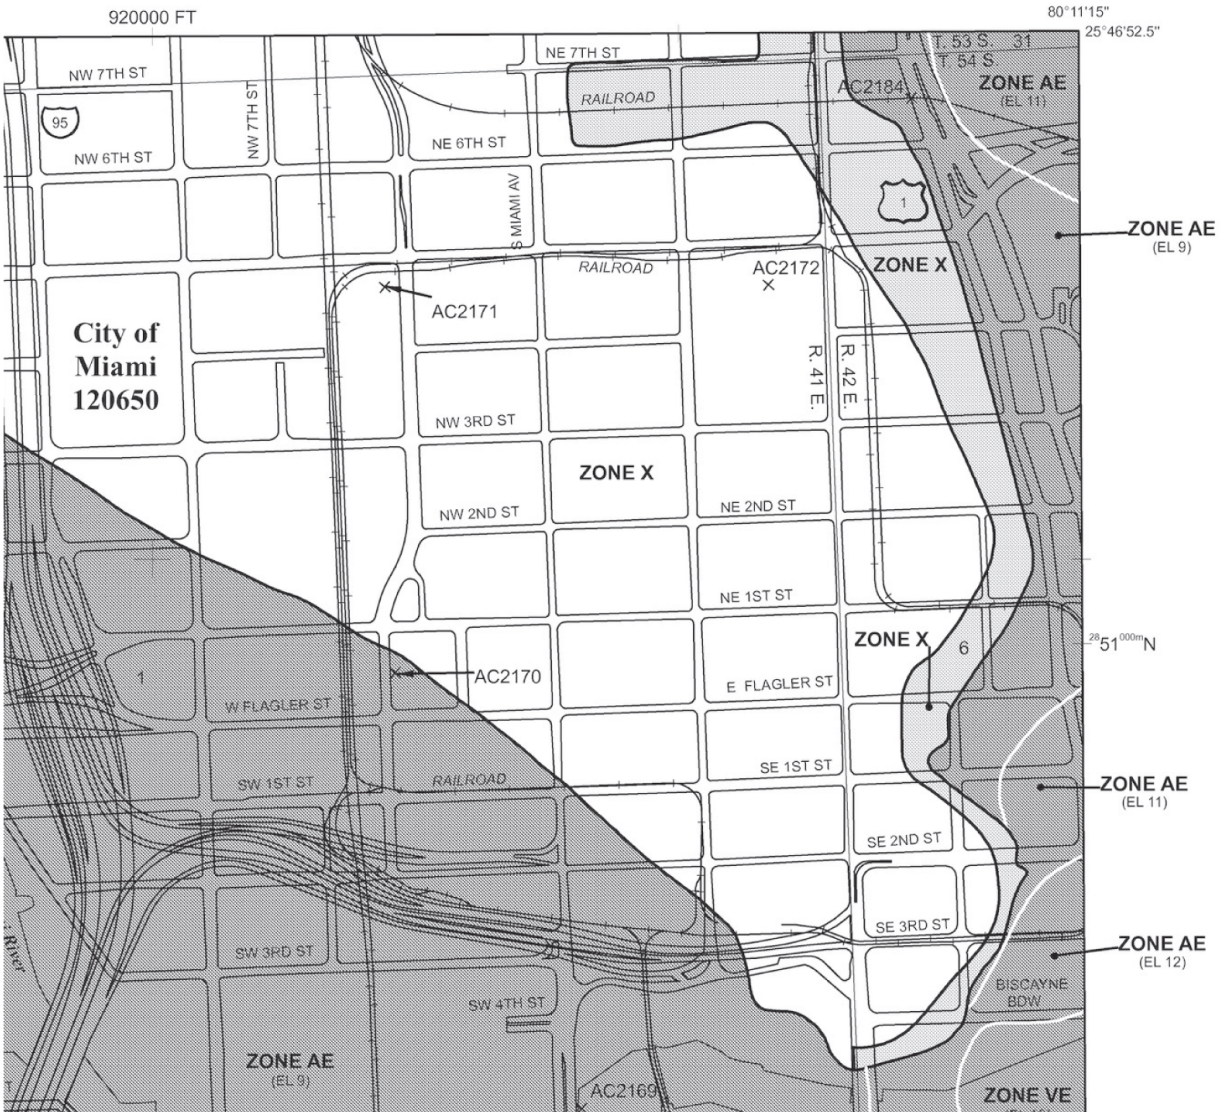 920000 FT
80°11'15"
25°46'52.5"
NE 7TH ST
T. 53 S. 31
T. 54 S.
NW 7TH ST
ZONE AE
(EL 11)
AC2184
RAILROAD
95
NW 7TH ST
NE 6TH ST
NW 6TH ST
S MIAMI AV
1
ZONE AE
(EL 9)
RAILROAD
AC2172
ZONE X
AC2171
City of
Miami
120650
R. 41 E.
R. 42 E.
NW 3RD ST
ZONE X
NW 2ND ST
NE 2ND ST
NE 1ST ST
ZONE X
6
2851000m N
1
AC2170
E FLAGLER ST
W FLAGLER ST
SE 1ST ST
SW 1ST ST
RAILROAD
ZONE AE
(EL 11)
SE 2ND ST
SE 3RD ST
River
SW 3RD ST
ZONE AE
(EL 12)
BISCAYNE
BDW
SW 4TH ST
ZONE AE
(EL 9)
AC2169
ZONE VE